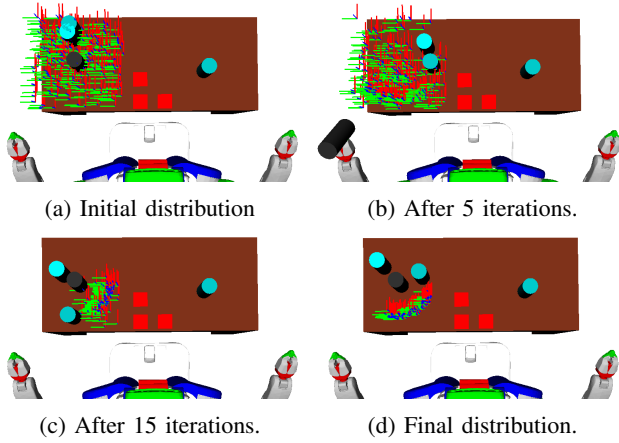 (a) Initial distribution
(b) After 5 iterations.
(c) After 15 iterations.
(d) Final distribution.